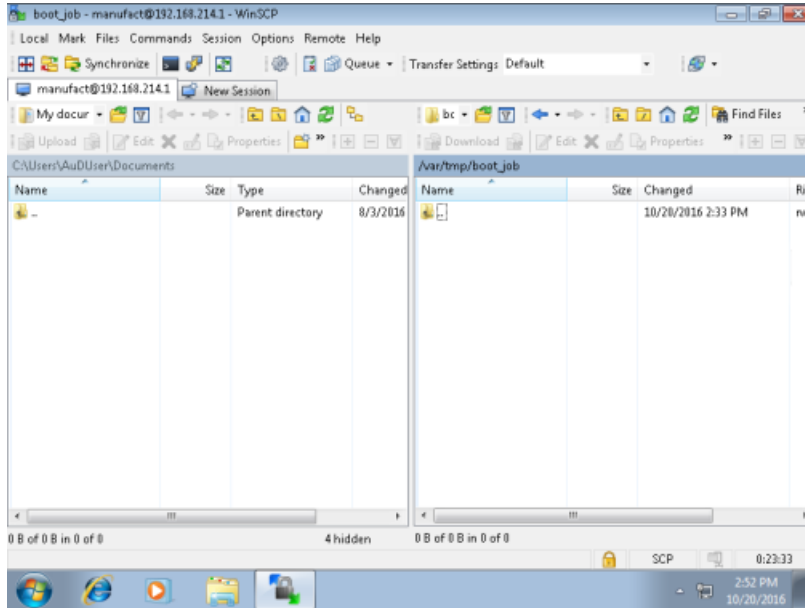 boot_job - manufact@192.168.214.1 - WinSCP
Local Mark Files Commands Session Options Remote Help
Synchronize Queue Transfer Settings Default
manufact@192.168.214.1 New Session
My docur bc Find Files
Upload Edit Properties Download Edit Properties
C:\Users\AuDUser\Documents /var/tmp/boot_job
Name Size Type Changed Name Size Changed
.. Parent directory 8/3/2016 .. 10/20/2016 2:33 PM
0 B of 0 B in 0 of 0 4 hidden 0 B of 0 B in 0 of 0
SCP 0:23:33
2:52 PM
10/20/2016